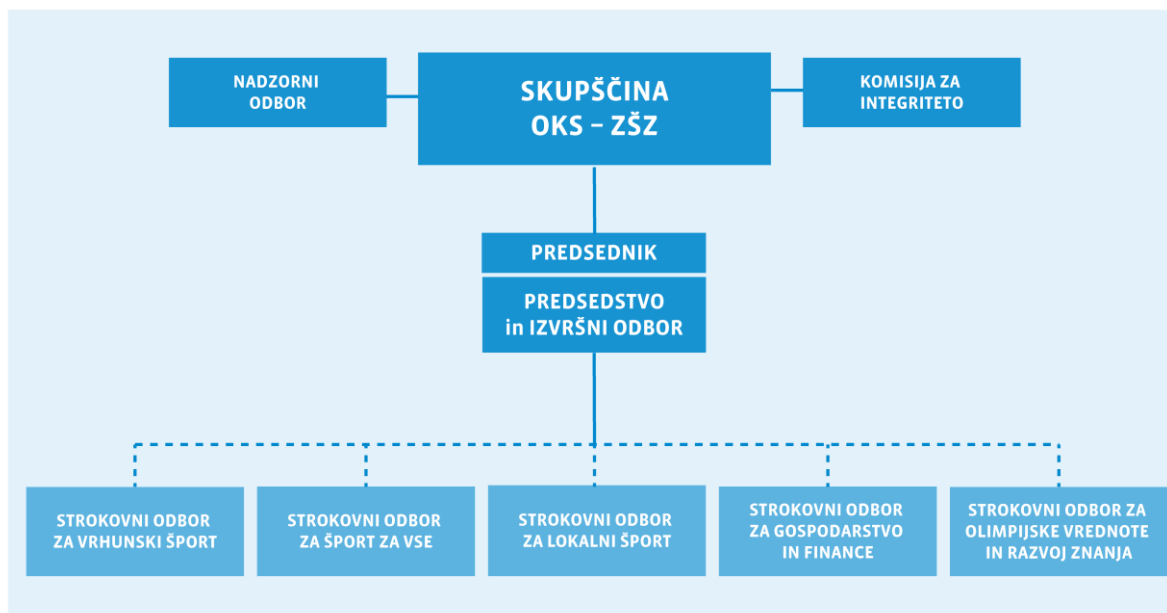 NADZORNI
ODBOR
SKUPŠČINA
OKS – ZŠZ
KOMISIJA ZA
INTEGRITETO
PREDSEDNIK
PREDSEDSTVO
in IZVRŠNI ODBOR
STROKOVNI ODBOR
ZA VRHUNSKI ŠPORT
STROKOVNI ODBOR
ZA ŠPORT ZA VSE
STROKOVNI ODBOR
ZA LOKALNI ŠPORT
STROKOVNI ODBOR
ZA GOSPODARSTVO
IN FINANCE
STROKOVNI ODBOR ZA
OLIMPIJSKE VREDNOTE
IN RAZVOJ ZNANJA